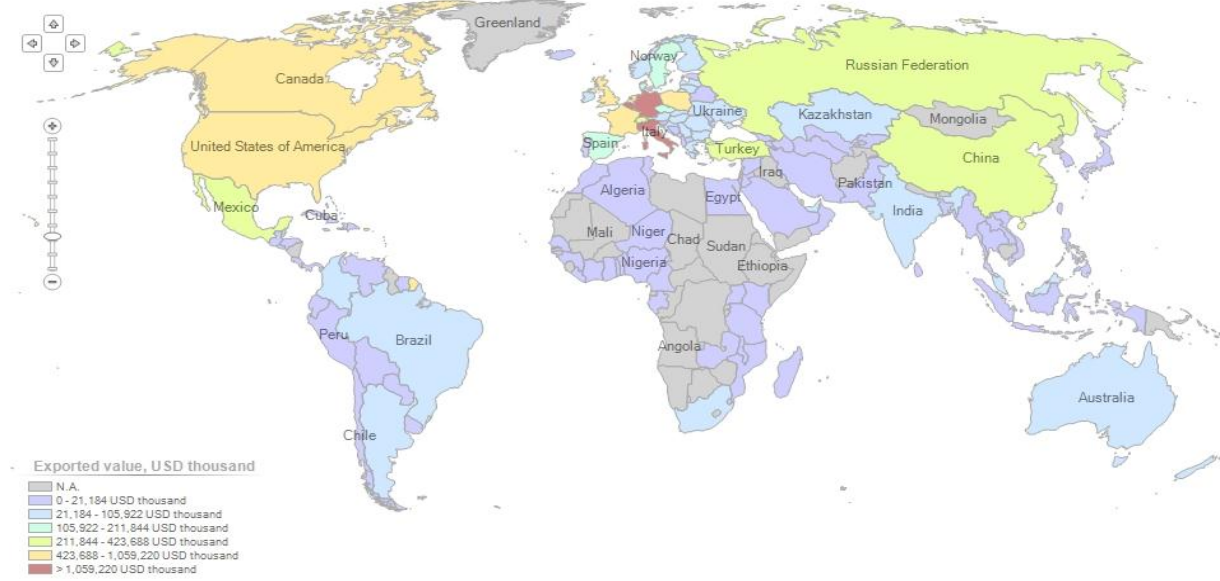 Greenland
Norway
Russian Federation
Canada
Ukraine
Kazakhstan
Mongolia
Italy
United States of America
Spain
Turkey
China
Iraq
Pakistan
Algeria
Egypt
Mexico
Cuba
India
Mali
Niger
Chad
Sudan
Nigeria
Ethiopia
Peru
Brazil
Angola
Australia
Chile
Exported value, USD thousand
N.A.
0 - 21,184 USD thousand
21,184 - 105,922 USD thousand
105,922 - 211,844 USD thousand
211,844 - 423,688 USD thousand
423,688 - 1,059,220 USD thousand
> 1,059,220 USD thousand